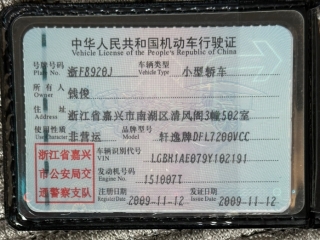 中华人民共和国机动车行驶证
Vehicle License of the People's Republic of China
号牌号码 Plate No. 浙F8920J 车辆类型 Vehicle Type 小型轿车
所有人 Owner 钱俊
住址 Address 浙江省嘉兴市南湖区清风阁3幢502室
使用性质 Use Character 非营运 品牌型号 Model 轩逸牌DFL7200VCC
浙江省嘉兴
市公安局交
通警察支队
车辆识别代号 VIN LGBH1AE079Y102191
发动机号码 Engine No. 151007T
注册日期 Register Date 2009-11-12 发证日期 Issue Date 2009-11-12